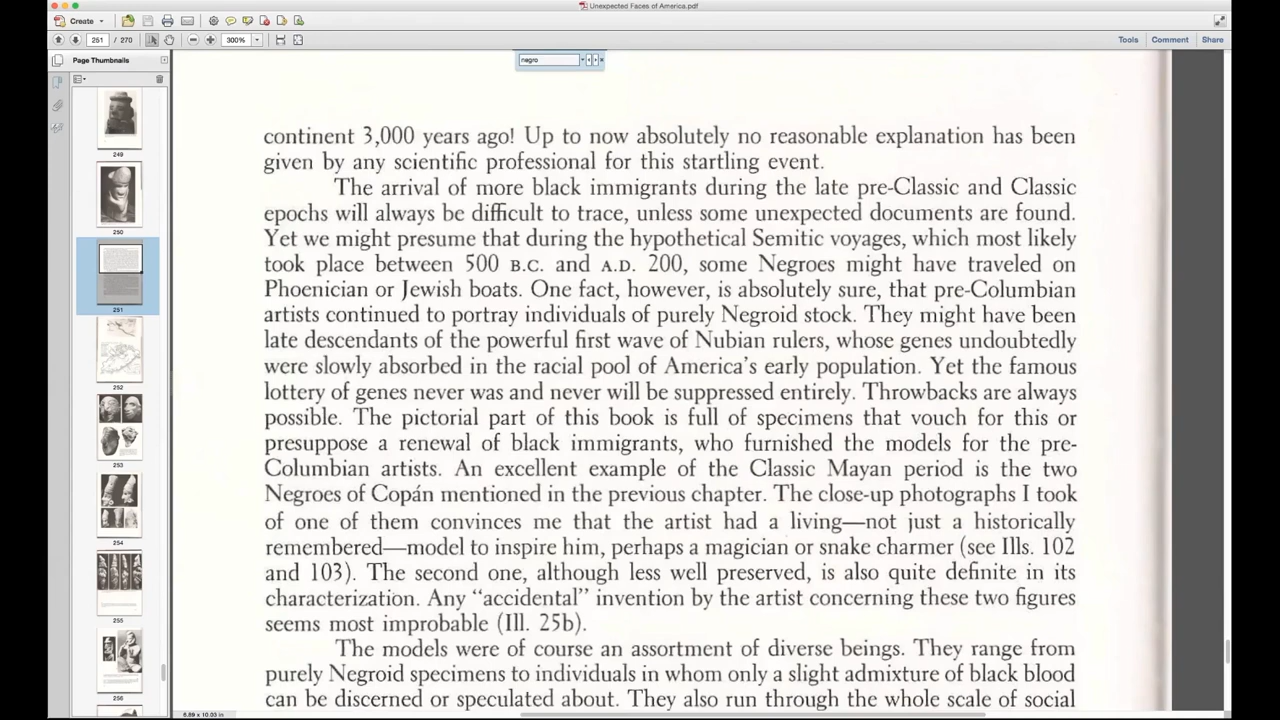 Unexpected Faces of America.pdf
Create
251 / 270
300%
Tools
Comment
Share
Page Thumbnails
negro
249
250
251
252
253
254
255
256
continent 3,000 years ago! Up to now absolutely no reasonable explanation has been
given by any scientific professional for this startling event.
The arrival of more black immigrants during the late pre-Classic and Classic
epochs will always be difficult to trace, unless some unexpected documents are found.
Yet we might presume that during the hypothetical Semitic voyages, which most likely
took place between 500 B.C. and A.D. 200, some Negroes might have traveled on
Phoenician or Jewish boats. One fact, however, is absolutely sure, that pre-Columbian
artists continued to portray individuals of purely Negroid stock. They might have been
late descendants of the powerful first wave of Nubian rulers, whose genes undoubtedly
were slowly absorbed in the racial pool of America's early population. Yet the famous
lottery of genes never was and never will be suppressed entirely. Throwbacks are always
possible. The pictorial part of this book is full of specimens that vouch for this or
presuppose a renewal of black immigrants, who furnished the models for the pre-
Columbian artists. An excellent example of the Classic Mayan period is the two
Negroes of Copán mentioned in the previous chapter. The close-up photographs I took
of one of them convinces me that the artist had a living—not just a historically
remembered—model to inspire him, perhaps a magician or snake charmer (see Ills. 102
and 103). The second one, although less well preserved, is also quite definite in its
characterization. Any "accidental" invention by the artist concerning these two figures
seems most improbable (Ill. 25b).
The models were of course an assortment of diverse beings. They range from
purely Negroid specimens to individuals in whom only a slight admixture of black blood
can be discerned or speculated about. They also run through the whole scale of social